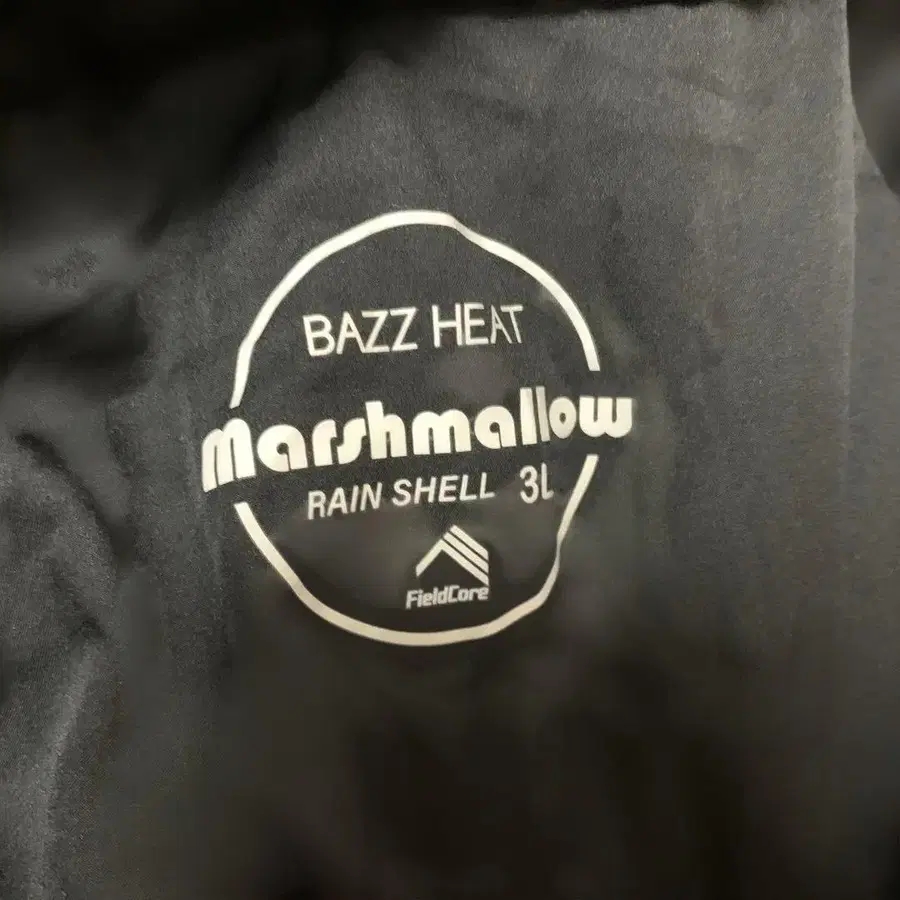 BAZZ HEAT
Marshmallow
RAIN SHELL 3L
FieldCore